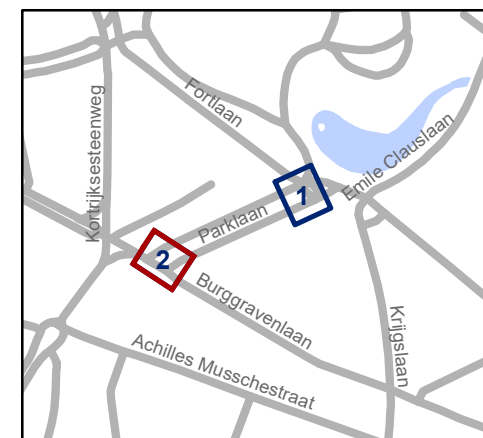 Fortlaan
Kortrijksesteenweg
Emile Clauslaan
1
Parklaan
2
Burggravenlaan
Krijgslaan
Achilles Musschestraat